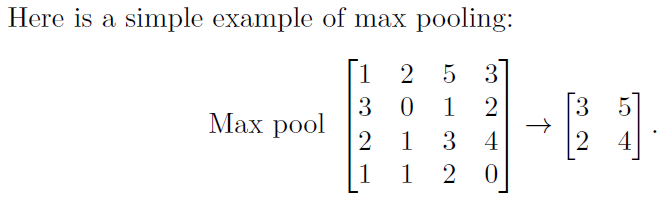 Here is a simple example of max pooling:
1 2 5 3
3 0 1 2
Max pool → 3 5
2 1 3 4
2 4 .
1 1 2 0